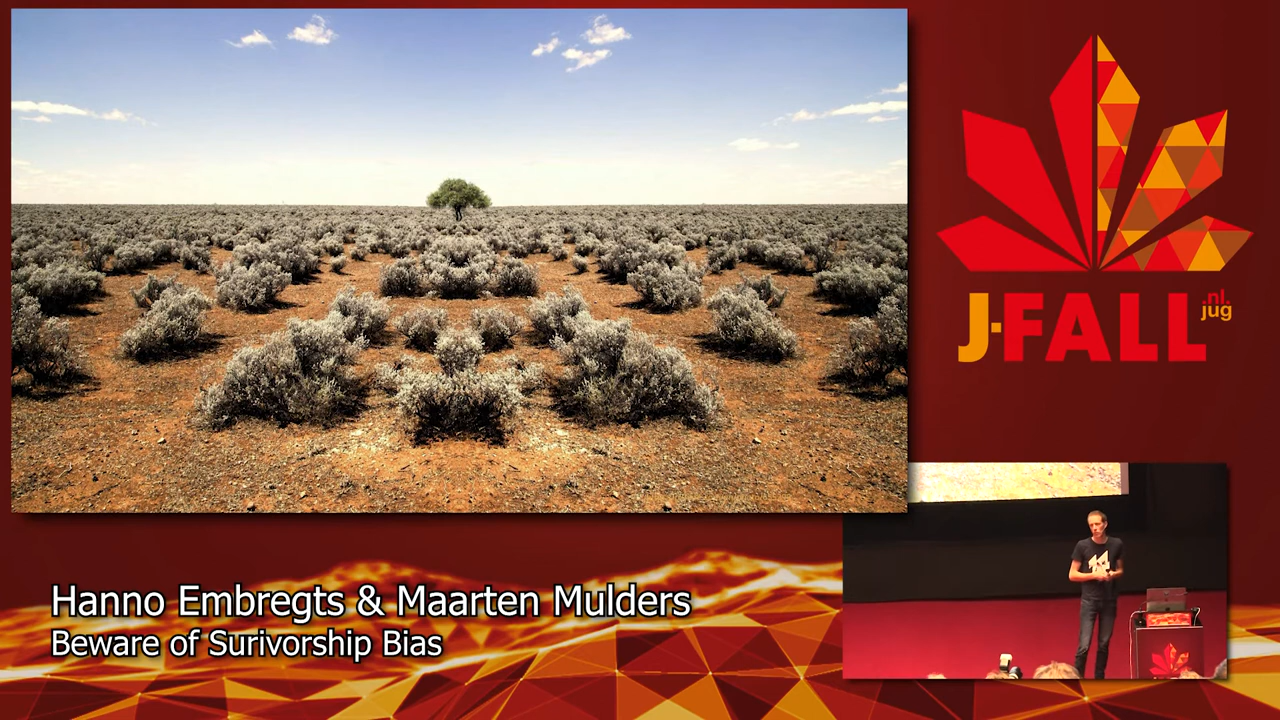 J-FALL
.nl.
jug
Hanno Embregts & Maarten Mulders
Beware of Surivorship Bias